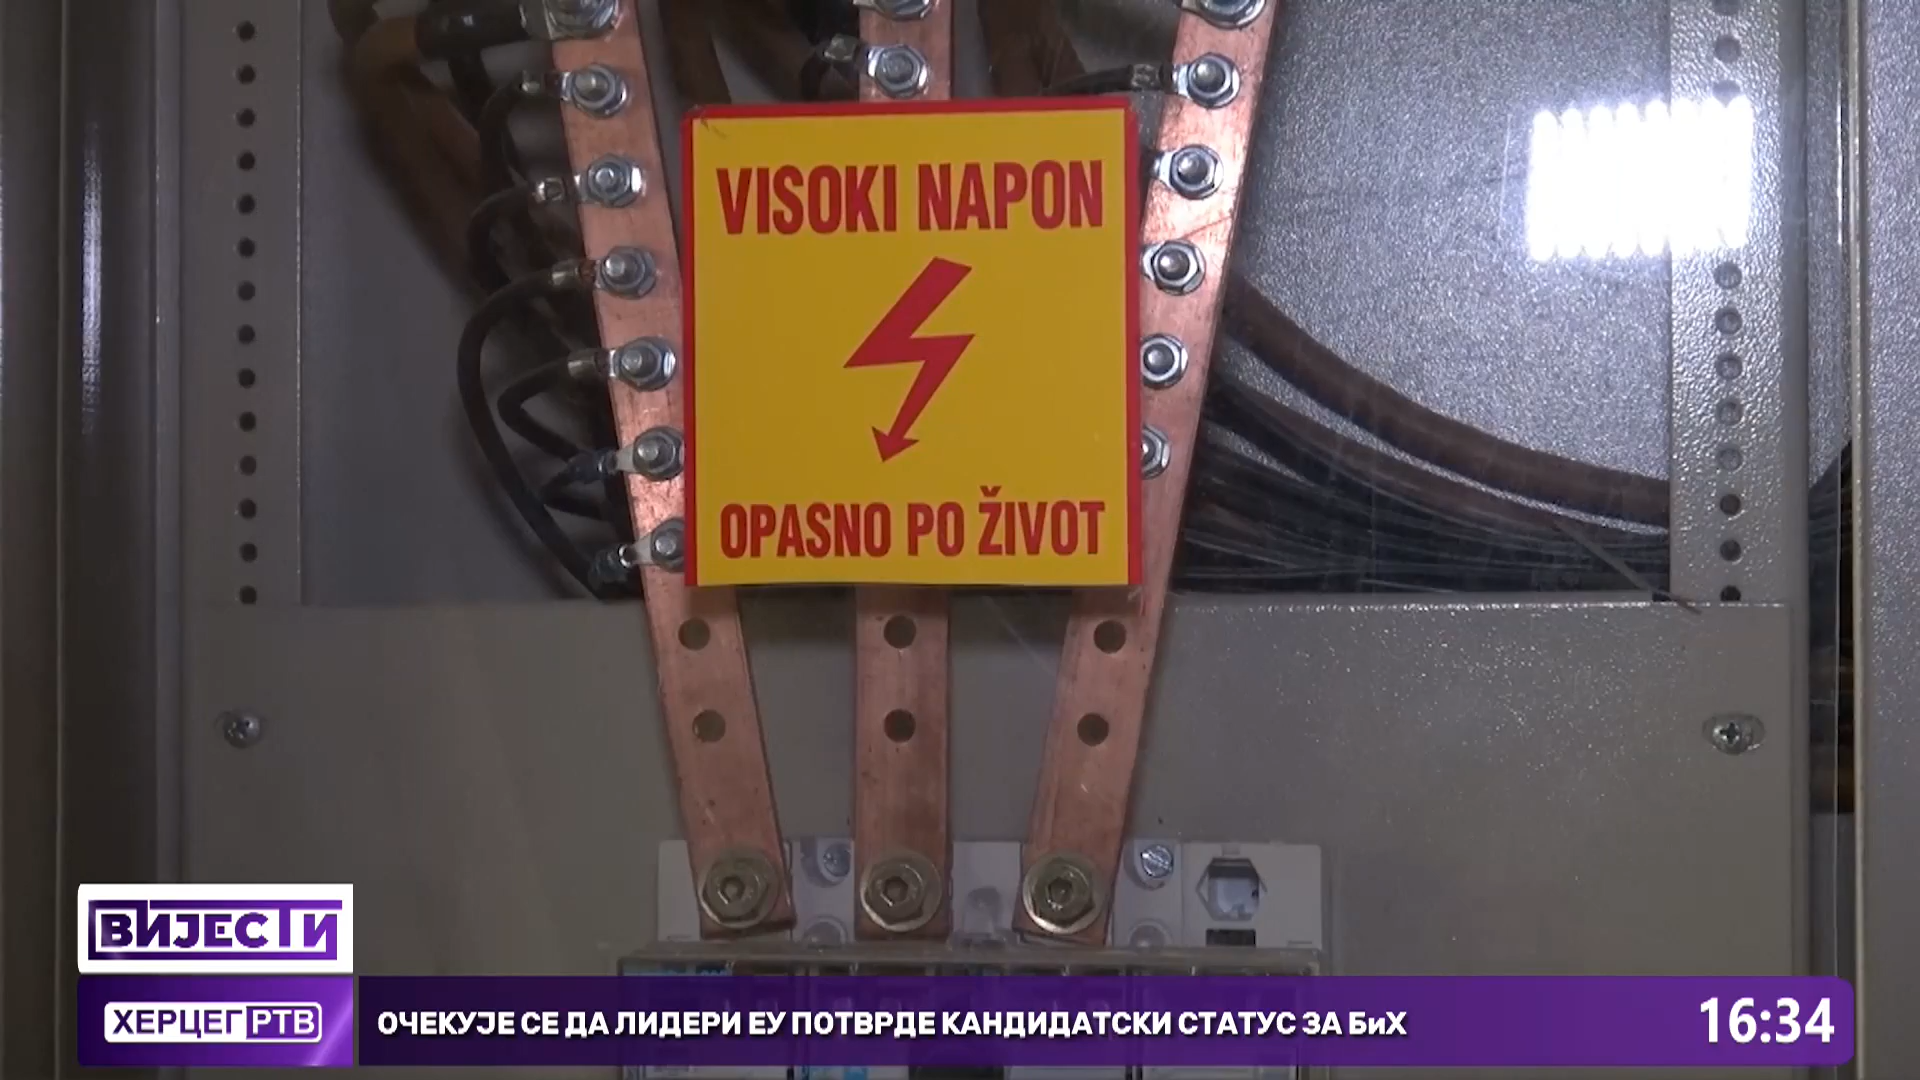 VISOKI NAPON
OPASNO PO ŽIVOT
ВИЈЕСТИ
ХЕРЦЕГ РТВ
ОЧЕКУЈЕ СЕ ДА ЛИДЕРИ ЕУ ПОТВРДЕ КАНДИДАТСКИ СТАТУС ЗА БиХ
16:34